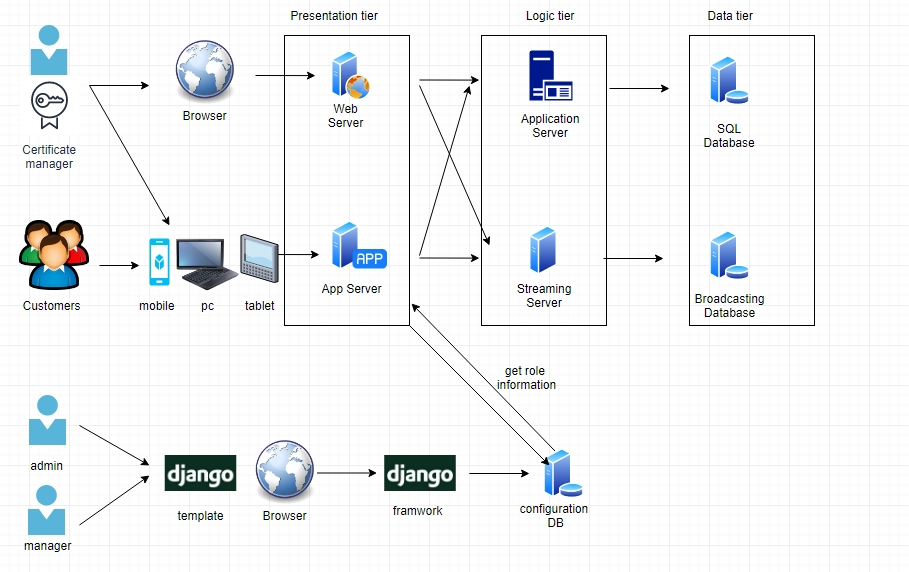 Presentation tier
Logic tier
Data tier
Browser
Web
Server
Application
Server
SQL
Database
Certificate
manager
APP
Customers
mobile
pc
tablet
App Server
Streaming
Server
Broadcasting
Database
get role
information
admin
django
template
Browser
django
framwork
configuration
DB
manager